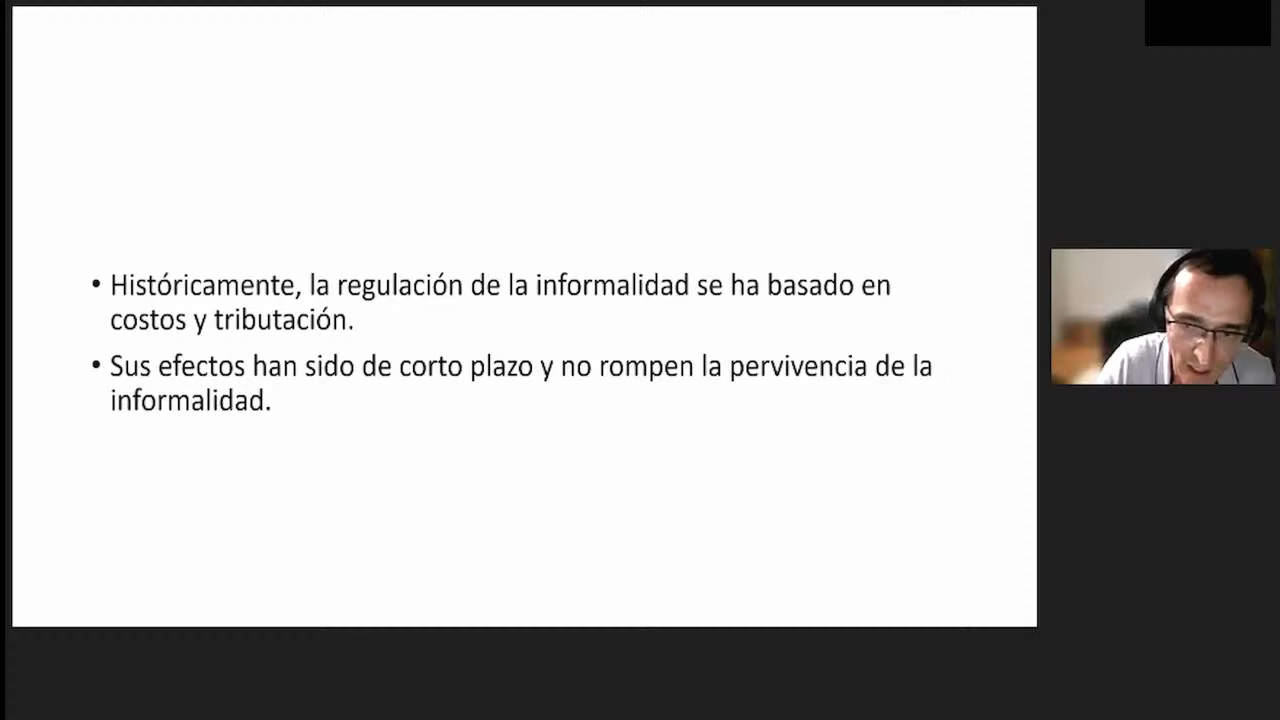 • Históricamente, la regulación de la informalidad se ha basado en
costos y tributación.
• Sus efectos han sido de corto plazo y no rompen la pervivencia de la
informalidad.